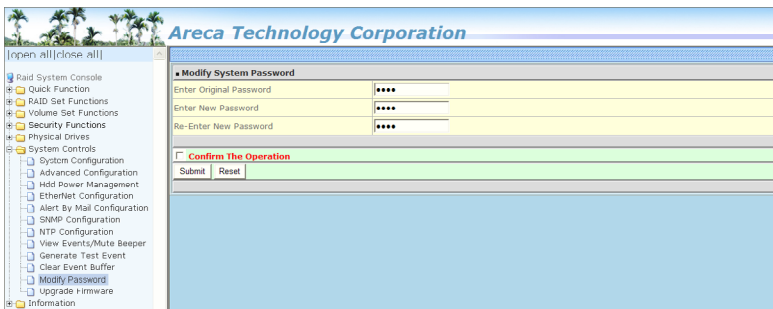 Areca Technology Corporation
|open all|close all|
Raid System Console
Quick Function
RAID Set Functions
Volume Set Functions
Security Functions
Physical Drives
System Controls
System Configuration
Advanced Configuration
Hdd Power Management
EtherNet Configuration
Alert By Mail Configuration
SNMP Configuration
NTP Configuration
View Events/Mute Beeper
Generate Test Event
Clear Event Buffer
Modify Password
Upgrade Firmware
Information
Modify System Password
Enter Original Password ••••
Enter New Password ••••
Re-Enter New Password ••••
Confirm The Operation
Submit Reset